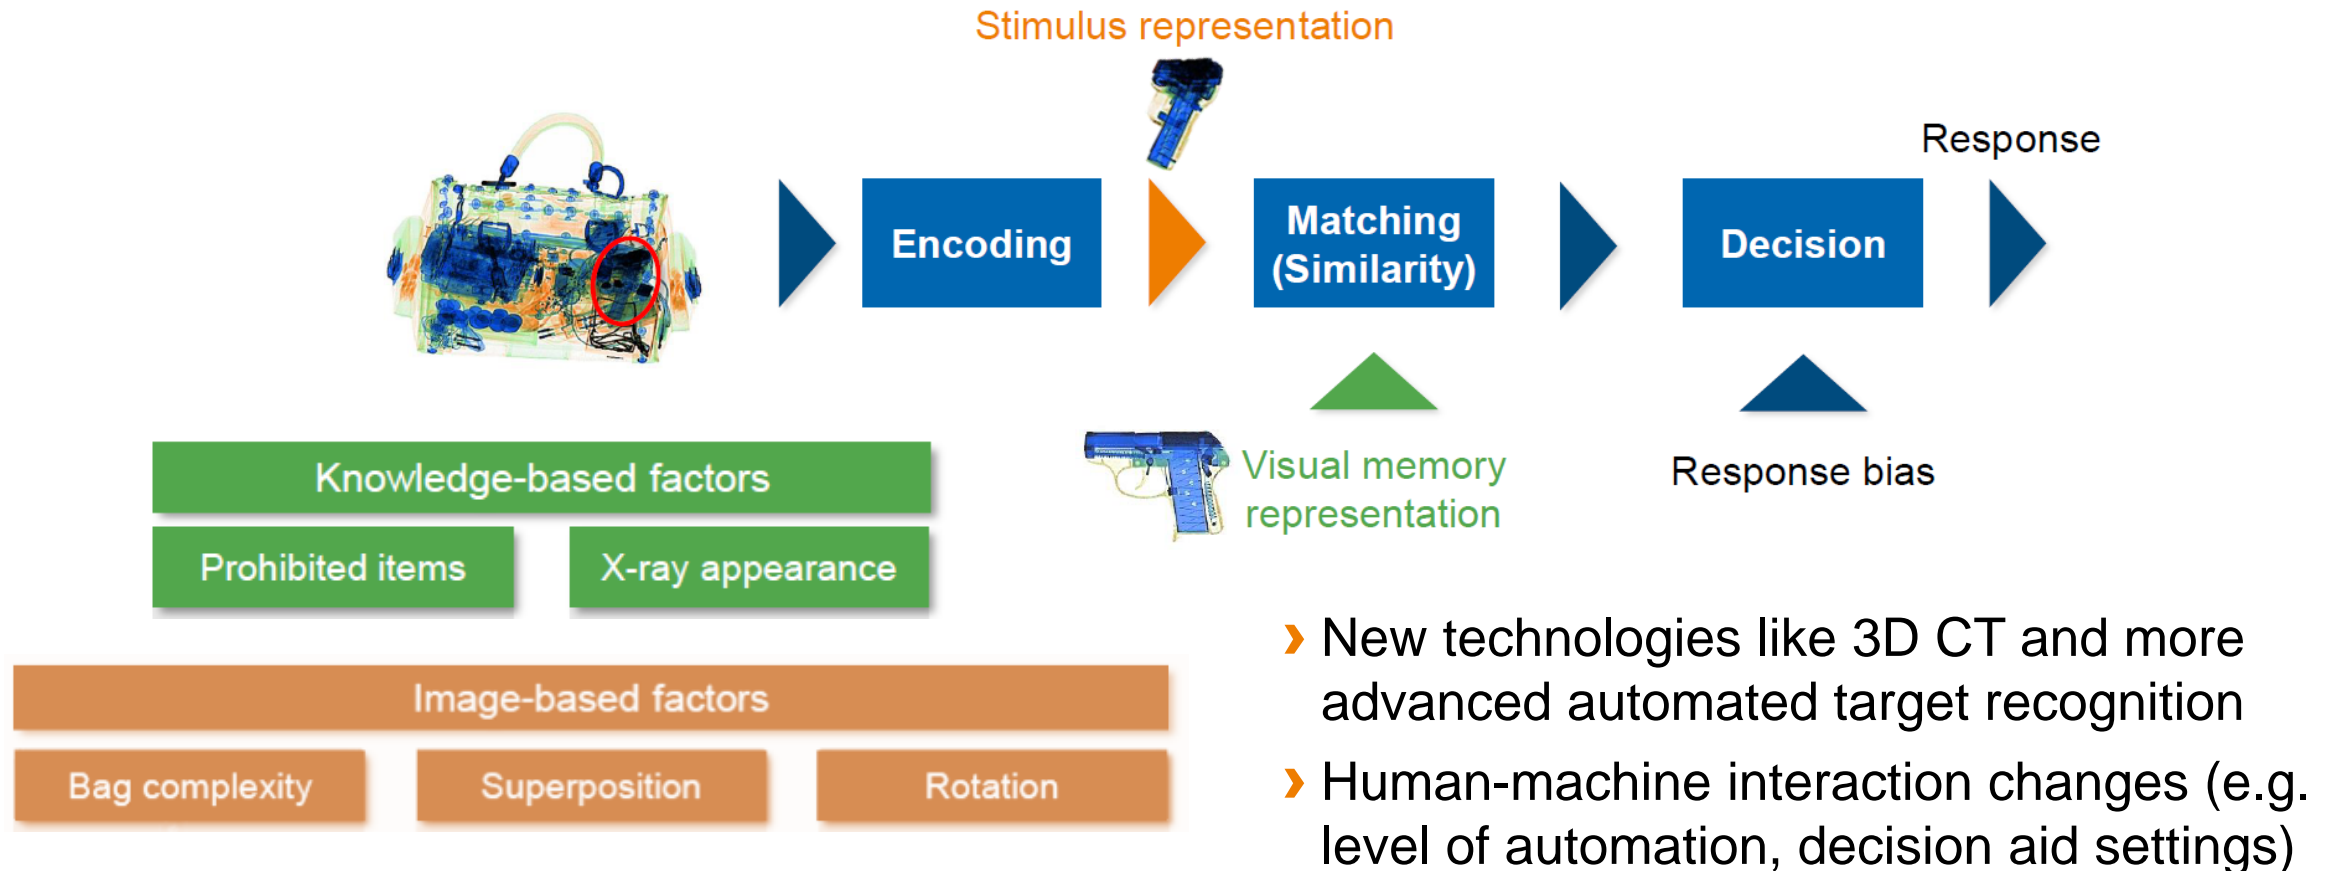 Stimulus representation
Response
Encoding
Matching
(Similarity)
Decision
Knowledge-based factors
Prohibited items
X-ray appearance
Visual memory
representation
Response bias
Image-based factors
Bag complexity
Superposition
Rotation
› New technologies like 3D CT and more
advanced automated target recognition
› Human-machine interaction changes (e.g.
level of automation, decision aid settings)